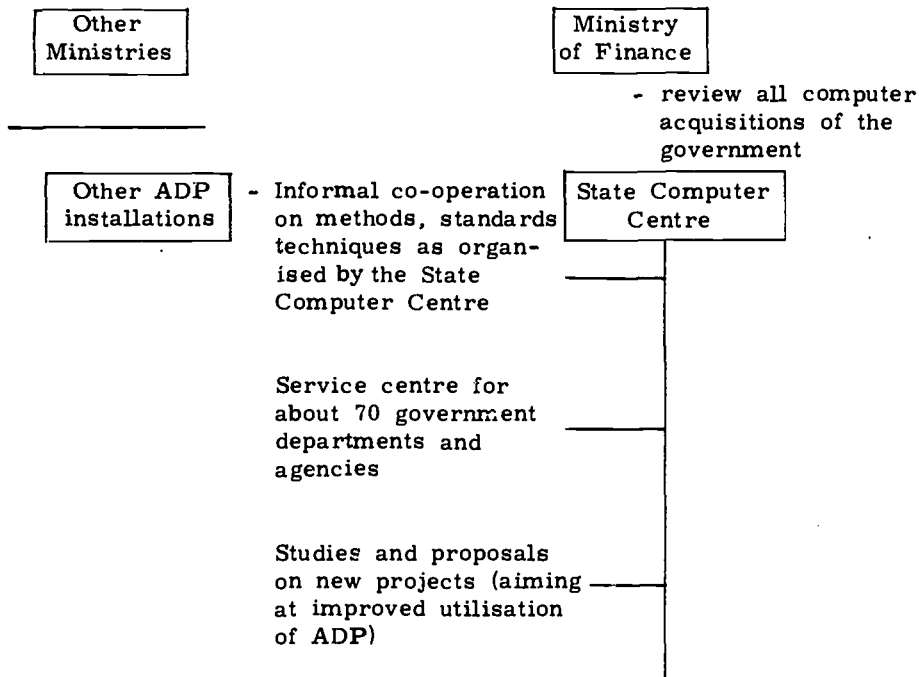 Other
Ministries
Ministry
of Finance
- review all computer
acquisitions of the
government
Other ADP
installations
- Informal co-operation
on methods, standards
techniques as organ-
ised by the State
Computer Centre
State Computer
Centre
Service centre for
about 70 government
departments and
agencies
Studies and proposals
on new projects (aiming
at improved utilisation
of ADP)